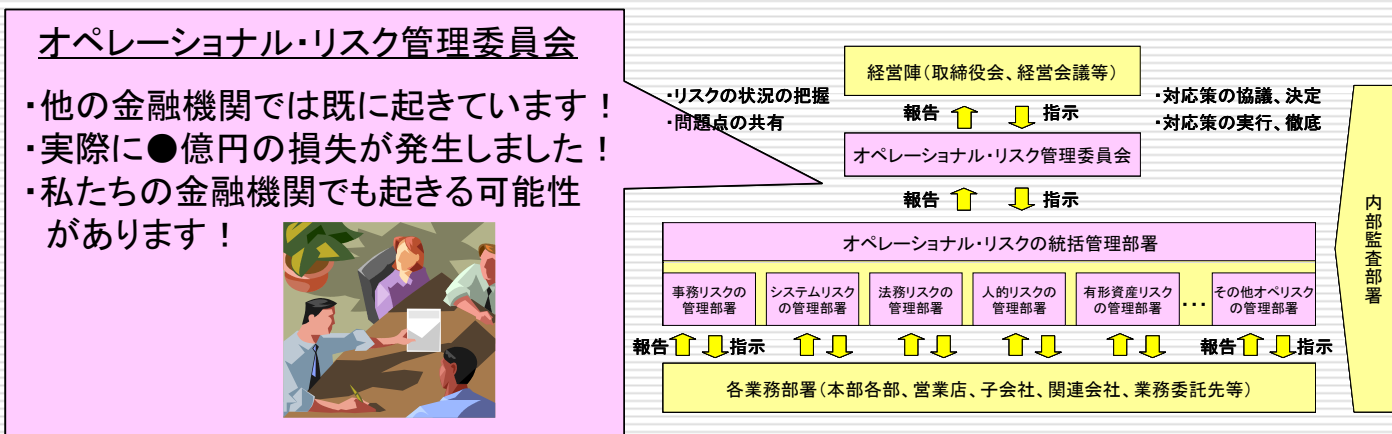 オペレーショナル・リスク管理委員会
・他の金融機関では既に起きています！
・実際に●億円の損失が発生しました！
・私たちの金融機関でも起きる可能性
があります！
経営陣（取締役会、経営会議等）
・リスクの状況の把握
・問題点の共有
報告
指示
・対応策の協議、決定
・対応策の実行、徹底
オペレーショナル・リスク管理委員会
報告
指示
オペレーショナル・リスクの統括管理部署
事務リスクの
管理部署
システムリスク
の管理部署
法務リスクの
管理部署
人的リスクの
管理部署
有形資産リスク
の管理部署
…
その他オペリスク
の管理部署
報告
指示
報告
指示
各業務部署（本部各部、営業店、子会社、関連会社、業務委託先等）
内部監査部署